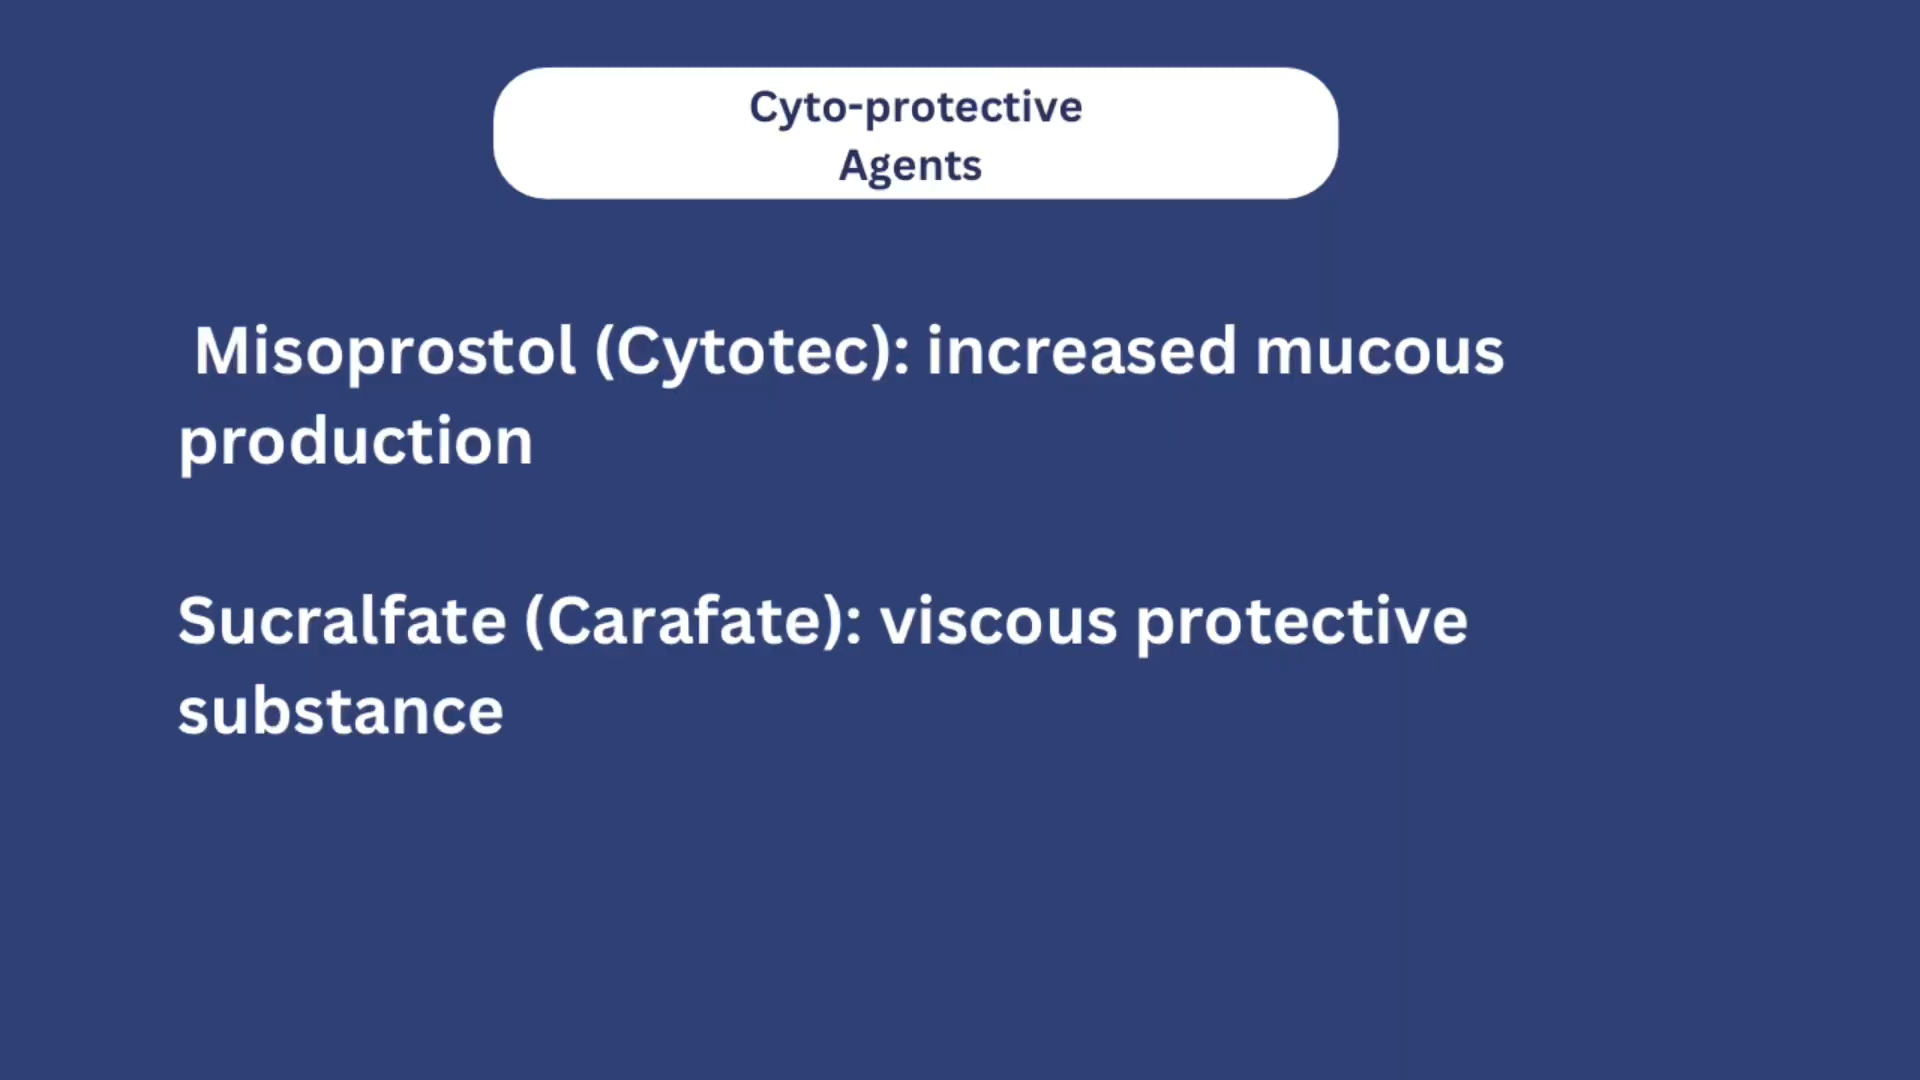 Cyto-protective
Agents
Misoprostol (Cytotec): increased mucous
production
Sucralfate (Carafate): viscous protective
substance